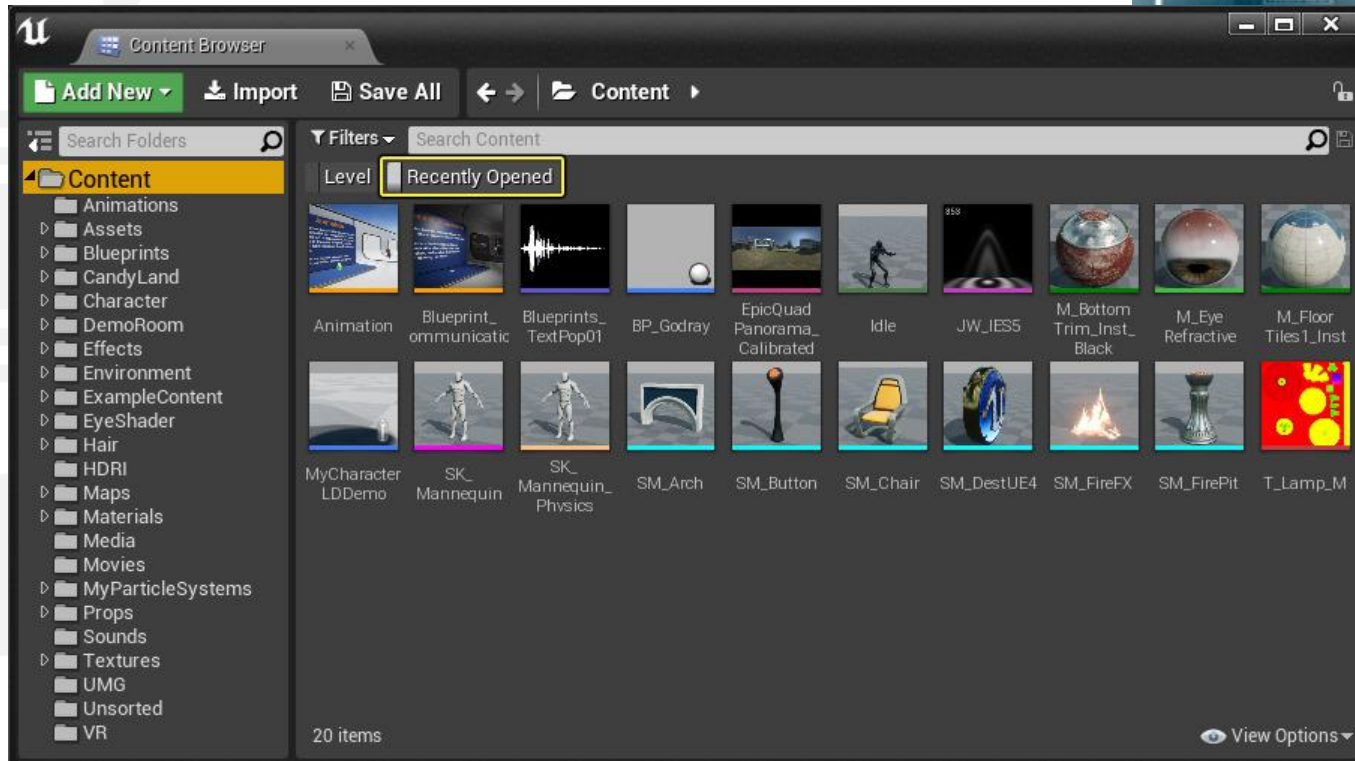 Content Browser
Add New Import Save All Content
Search Folders
Filters Search Content
Level Recently Opened
Content
Animations
Assets
Blueprints
CandyLand
Character
DemoRoom
Effects
Environment
ExampleContent
EyeShader
Hair
HDRI
Maps
Materials
Media
Movies
MyParticleSystems
Props
Sounds
Textures
UMG
Unsorted
VR
858
Animation
Blueprint_
ommunicatic
Blueprints_
TextPop01
BP_Godray
EpicQuad
Panorama_
Calibrated
Idle
JW_IES5
M_Bottom
Trim_Inst_
Black
M_Eye
Refractive
M_Floor
Tiles1_Inst
MyCharacter
LDDemo
SK_
Mannequin
SK_
Mannequin_
Physics
SM_Arch
SM_Button
SM_Chair
SM_DestUE4
SM_FireFX
SM_FirePit
T_Lamp_M
20 items
View Options